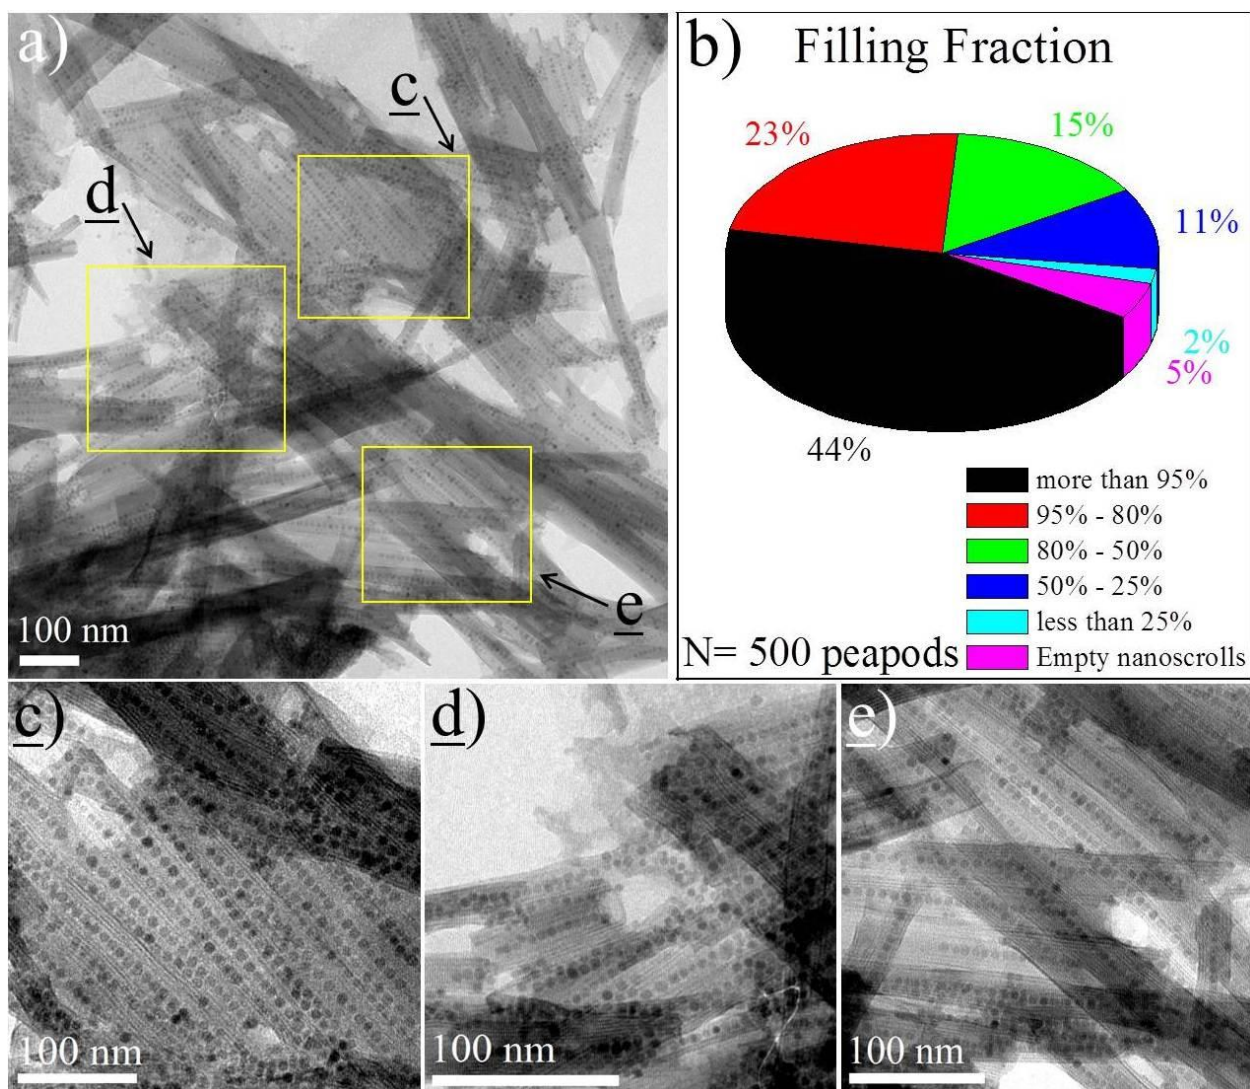 a)
c
d
e
100 nm
b) Filling Fraction
23%
15%
11%
2%
5%
44%
more than 95%
95% - 80%
80% - 50%
50% - 25%
less than 25%
Empty nanoscrolls
N= 500 peapods
c)
100 nm
d)
100 nm
e)
100 nm